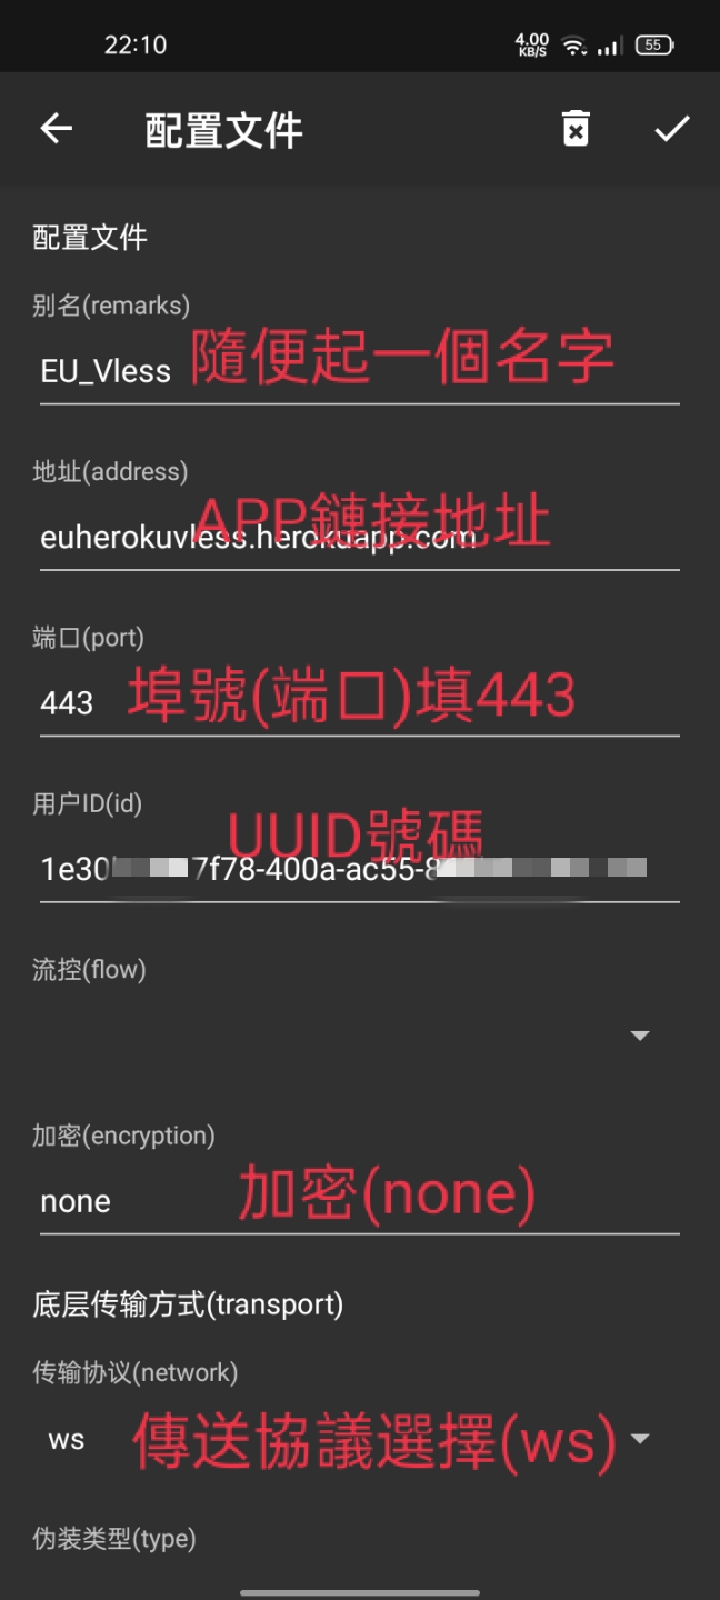 22:10
4.00 KB/S
55
配置文件
配置文件
别名(remarks)
EU_Vless
隨便起一個名字
地址(address)
APP鏈接地址
euherokuvless.herokuapp.com
端口(port)
443
埠號(端口)填443
用户ID(id)
UUID號碼
1e30 7f78-400a-ac55-8
流控(flow)
加密(encryption)
none
加密(none)
底层传输方式(transport)
传输协议(network)
ws
傳送協議選擇(ws)
伪装类型(type)